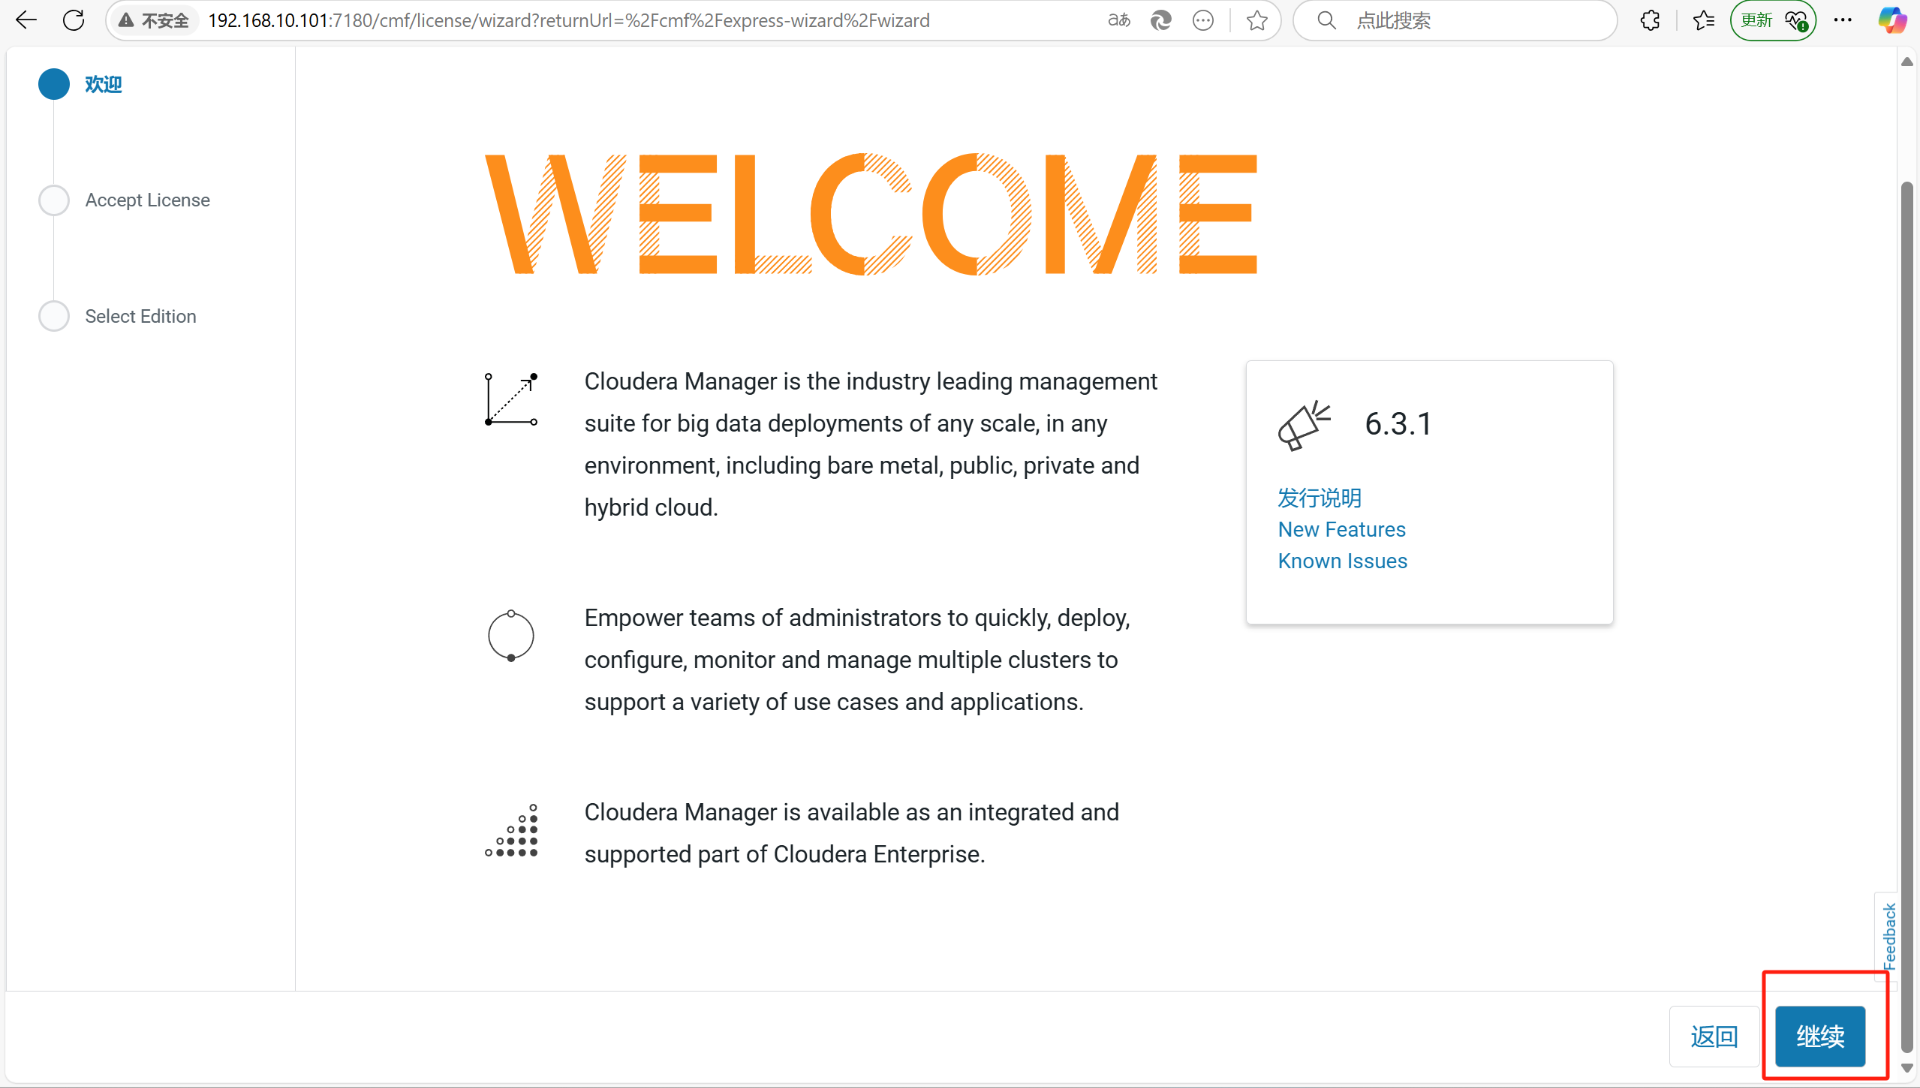 不安全
192.168.10.101:7180/cmf/license/wizard?returnUrl=%2Fcmf%2Fexpress-wizard%2Fwizard
aあ
点此搜索
更新
欢迎
Accept License
Select Edition
WELCOME
Cloudera Manager is the industry leading management
suite for big data deployments of any scale, in any
environment, including bare metal, public, private and
hybrid cloud.
6.3.1
发行说明
New Features
Known Issues
Empower teams of administrators to quickly, deploy,
configure, monitor and manage multiple clusters to
support a variety of use cases and applications.
Cloudera Manager is available as an integrated and
supported part of Cloudera Enterprise.
Feedback
返回
继续